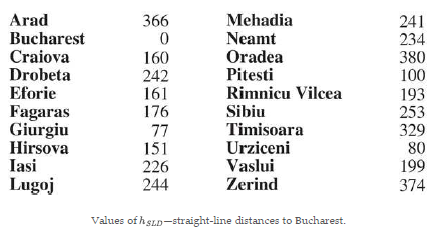 Arad 366 Mehadia 241
Bucharest 0 Neamt 234
Craiova 160 Oradea 380
Drobeta 242 Pitesti 100
Eforie 161 Rimnicu Vilcea 193
Fagaras 176 Sibiu 253
Giurgiu 77 Timisoara 329
Hirsova 151 Urziceni 80
Iasi 226 Vaslui 199
Lugoj 244 Zerind 374
Values of hSLD—straight-line distances to Bucharest.